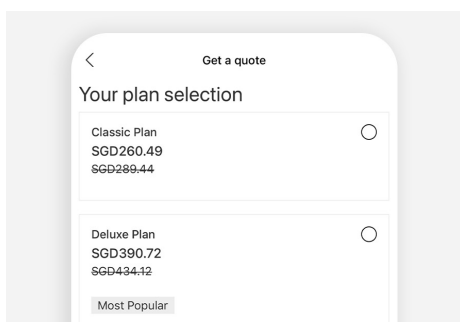 Get a quote
Your plan selection
Classic Plan
SGD260.49
SGD289.44
Deluxe Plan
SGD390.72
SGD434.12
Most Popular